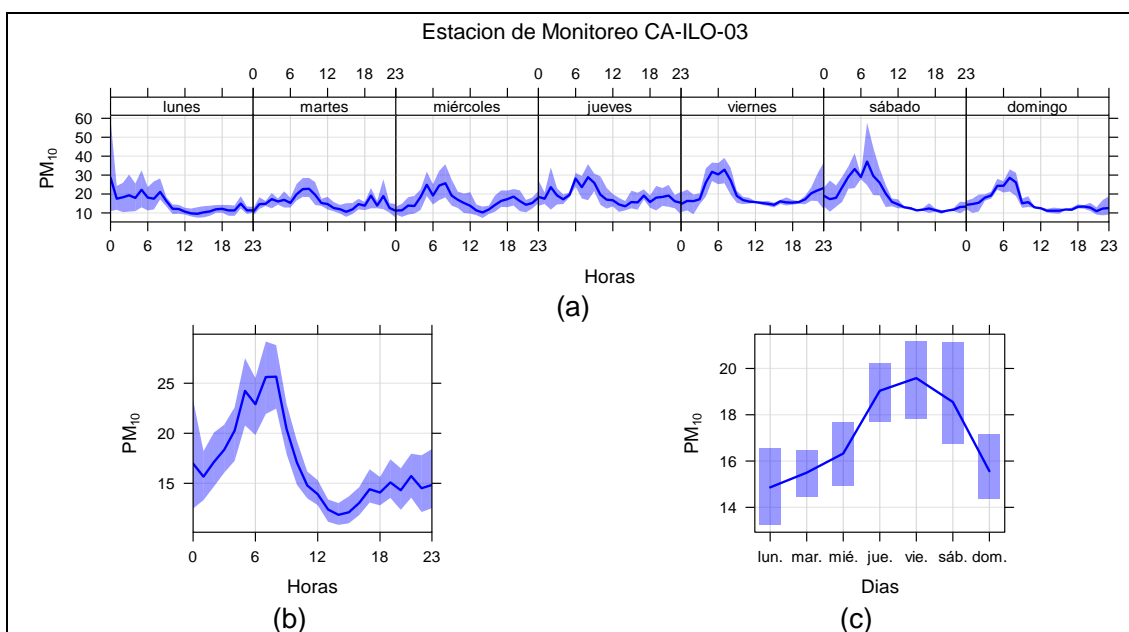 Estacion de Monitoreo CA-ILO-03
0 6 12 18 23 0 6 12 18 23 0 6 12 18 23
lunes martes miércoles jueves viernes sábado domingo
PM10
60
50
40
30
20
10
0 6 12 18 23 0 6 12 18 23 0 6 12 18 23 0 6 12 18 23
Horas
(a)
PM10
25
20
15
0 6 12 18 23
Horas
(b)
PM10
20
18
16
14
lun. mar. mié. jue. vie. sáb. dom.
Dias
(c)